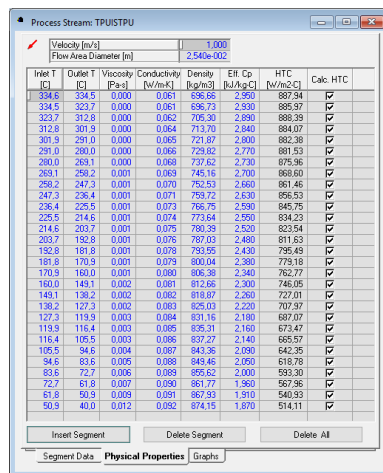 Process Stream: TPUISTPU
Velocity [m/s] 1,000
Flow Area Diameter [m] 2,540e-002
Inlet T [C] Outlet T [C] Viscosity [Pa-s] Conductivity [W/m-K] Density [kg/m3] Eff. Cp [kJ/kg-C] HTC [W/m2-C] Calc. HTC
334,6 334,5 0,000 0,061 696,66 2,950 887,94
334,5 323,7 0,000 0,061 696,73 2,930 885,97
323,7 312,8 0,000 0,062 705,30 2,890 888,39
312,8 301,9 0,000 0,064 713,70 2,840 884,07
301,9 291,0 0,000 0,065 721,87 2,800 882,38
291,0 280,0 0,000 0,066 729,82 2,770 881,53
280,0 269,1 0,000 0,068 737,62 2,730 875,96
269,1 258,2 0,000 0,069 745,16 2,700 868,60
258,2 247,3 0,000 0,070 752,53 2,660 861,46
247,3 236,4 0,000 0,071 759,72 2,630 856,53
236,4 225,5 0,000 0,073 766,75 2,590 845,75
225,5 214,6 0,000 0,074 773,64 2,550 834,23
214,6 203,7 0,000 0,075 780,39 2,520 823,54
203,7 192,8 0,001 0,076 787,03 2,480 811,63
192,8 181,8 0,001 0,078 793,55 2,430 795,49
181,8 170,9 0,001 0,079 800,04 2,380 779,18
170,9 160,0 0,001 0,080 806,38 2,340 762,77
160,0 149,1 0,002 0,081 812,66 2,300 746,05
149,1 138,2 0,002 0,082 818,87 2,260 727,01
138,2 127,3 0,002 0,083 825,03 2,220 707,97
127,3 119,9 0,003 0,084 831,16 2,180 687,07
119,9 116,4 0,003 0,085 835,31 2,160 673,47
116,4 105,5 0,003 0,086 837,27 2,140 665,57
105,5 94,6 0,004 0,087 843,36 2,090 642,35
94,6 83,6 0,005 0,088 849,46 2,050 618,78
83,6 72,7 0,006 0,089 855,62 2,000 593,30
72,7 61,8 0,007 0,090 861,77 1,960 567,96
61,8 50,9 0,009 0,091 867,93 1,910 540,93
50,9 40,0 0,012 0,092 874,15 1,870 514,11
Insert Segment Delete Segment Delete All
Segment Data Physical Properties Graphs